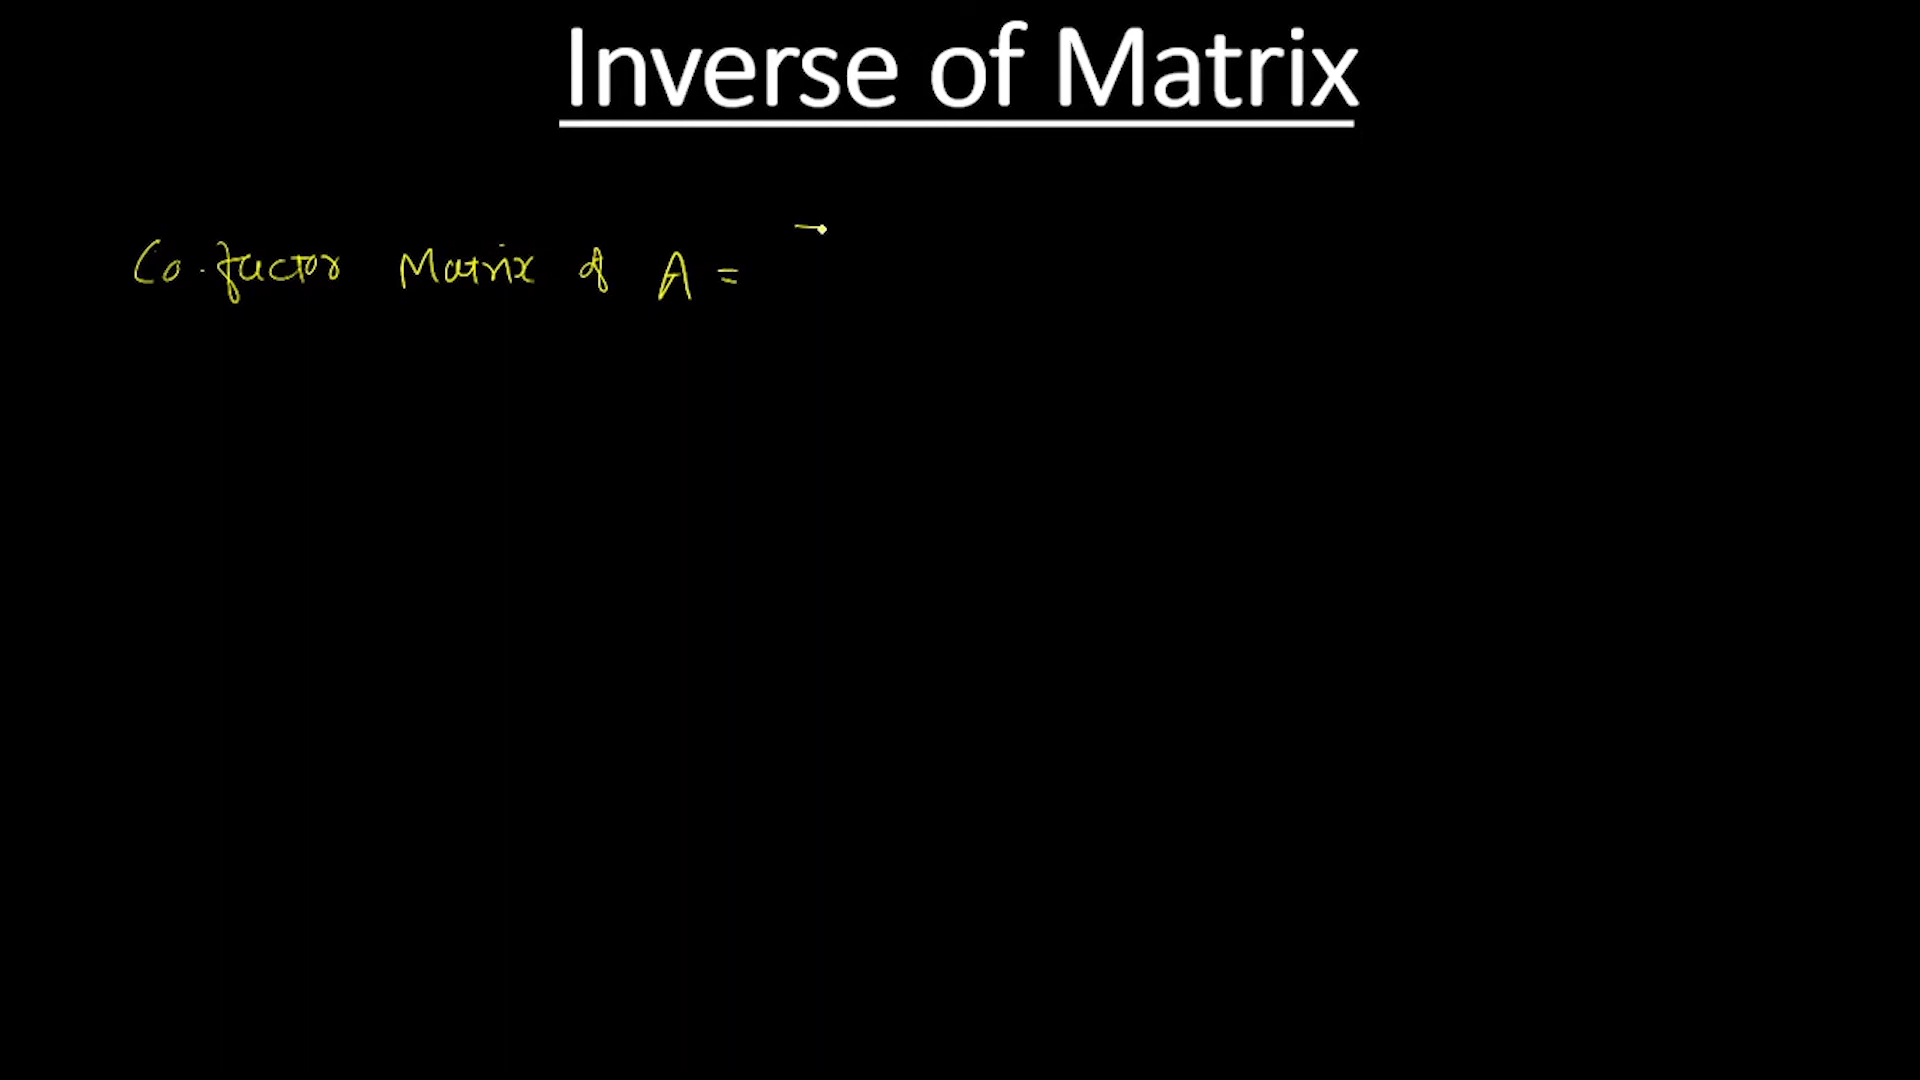 Inverse of Matrix
Co-factor Matrix of A =